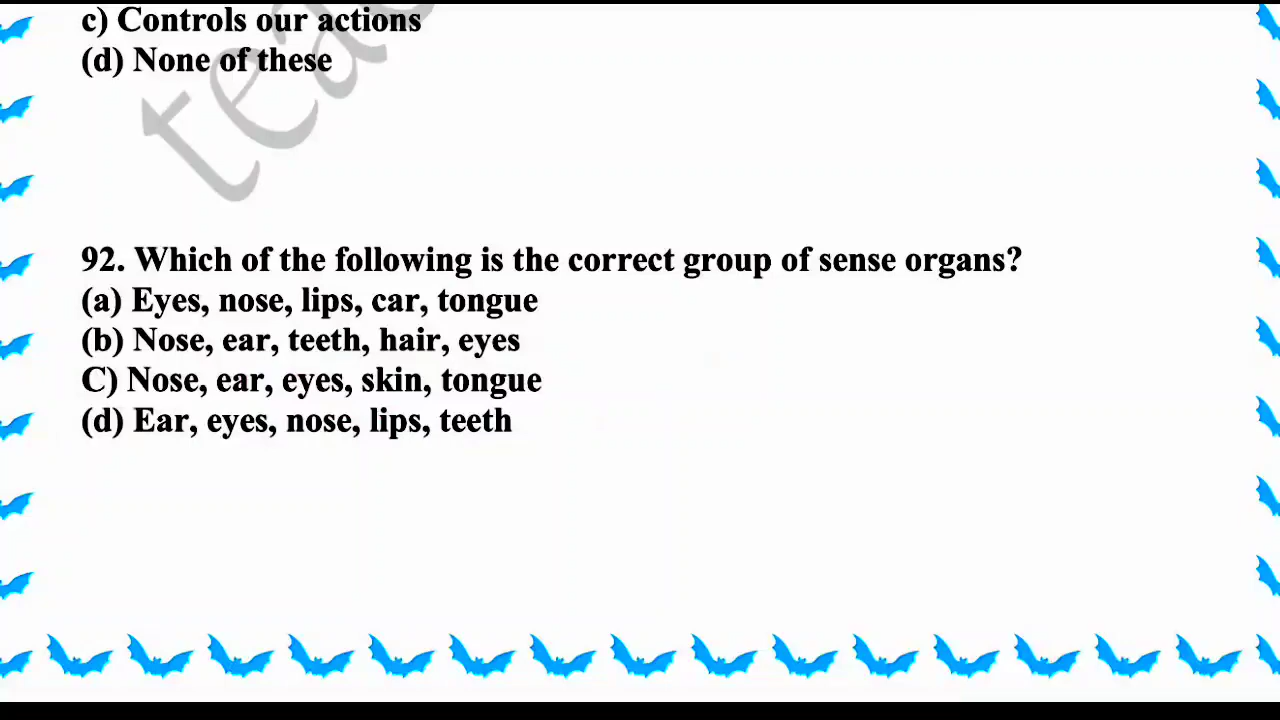 c) Controls our actions
(d) None of these
tea
92. Which of the following is the correct group of sense organs?
(a) Eyes, nose, lips, car, tongue
(b) Nose, ear, teeth, hair, eyes
C) Nose, ear, eyes, skin, tongue
(d) Ear, eyes, nose, lips, teeth